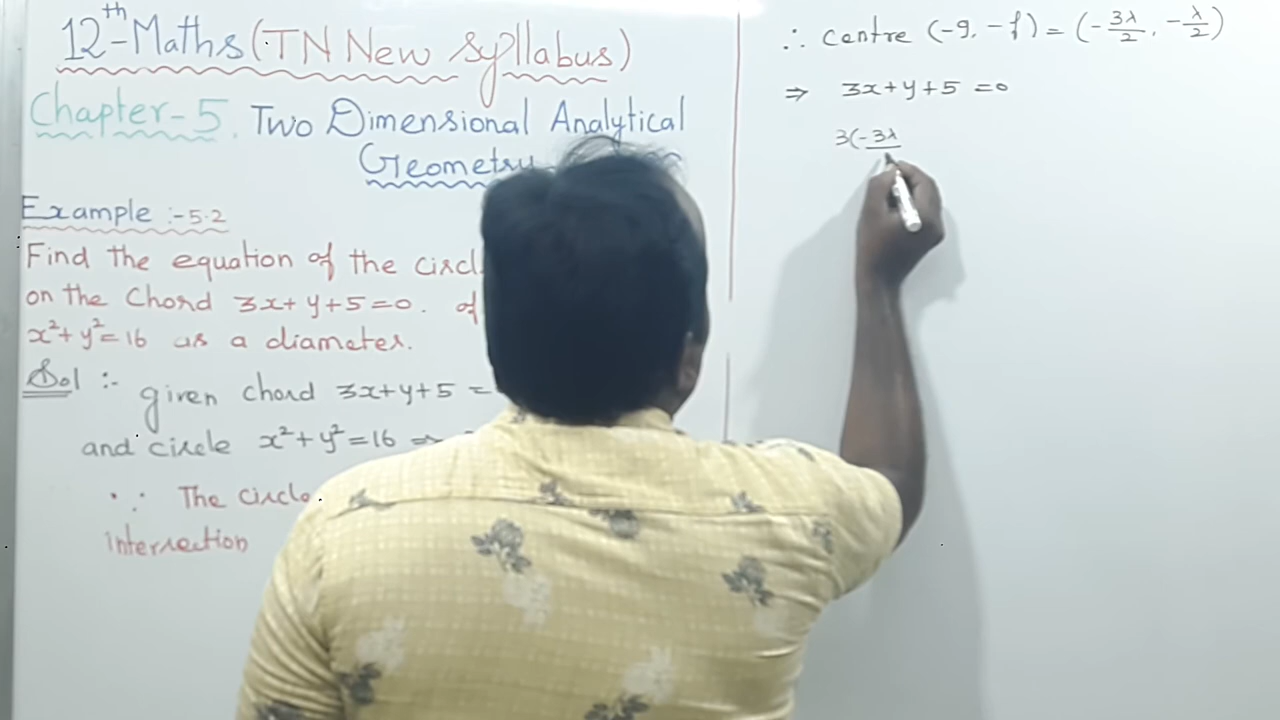 12th-Maths (TN New Syllabus)
Chapter-5. Two Dimensional Analytical
Geometry
Example :-5.2
Find the equation of the
on the Chord 3x+y+5=0. of
x²+y²=16 as a diameter.
Sol :- given chord 3x+y+5=
and circle x²+y²=16 ⇒
∵ The circle
intersection
∴ centre (-g, -f) = (-3λ/2, -λ/2)
⇒ 3x+y+5=0
3(-3λ